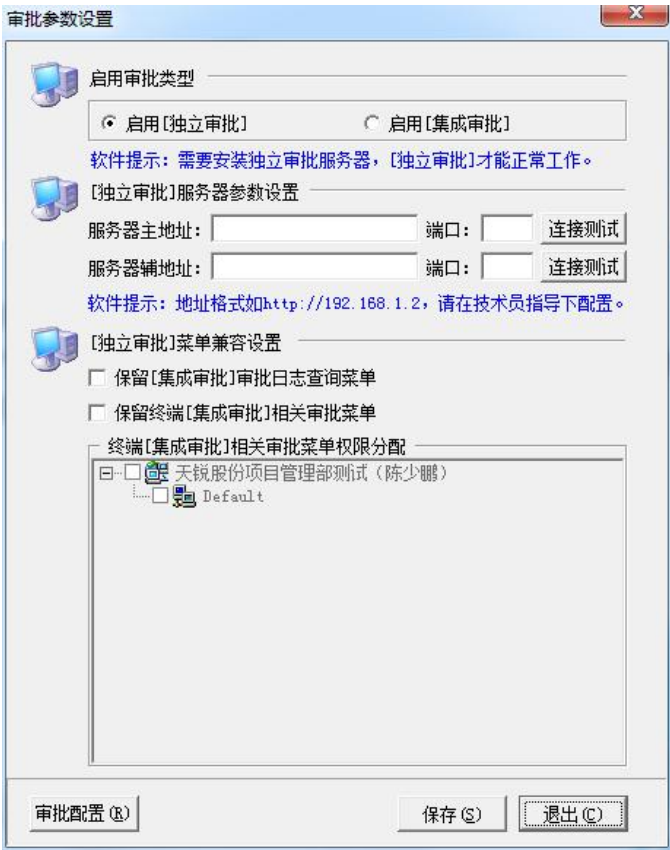 审批参数设置
启用审批类型
启用[独立审批] 启用[集成审批]
软件提示：需要安装独立审批服务器，[独立审批]才能正常工作。
[独立审批]服务器参数设置
服务器主地址： 端口： 连接测试
服务器辅地址： 端口： 连接测试
软件提示：地址格式如http://192.168.1.2，请在技术员指导下配置。
[独立审批]菜单兼容设置
保留[集成审批]审批日志查询菜单
保留终端[集成审批]相关审批菜单
终端[集成审批]相关审批菜单权限分配
天锐股份项目管理部测试（陈少鹏）
Default
审批配置(R) 保存(S) 退出(C)